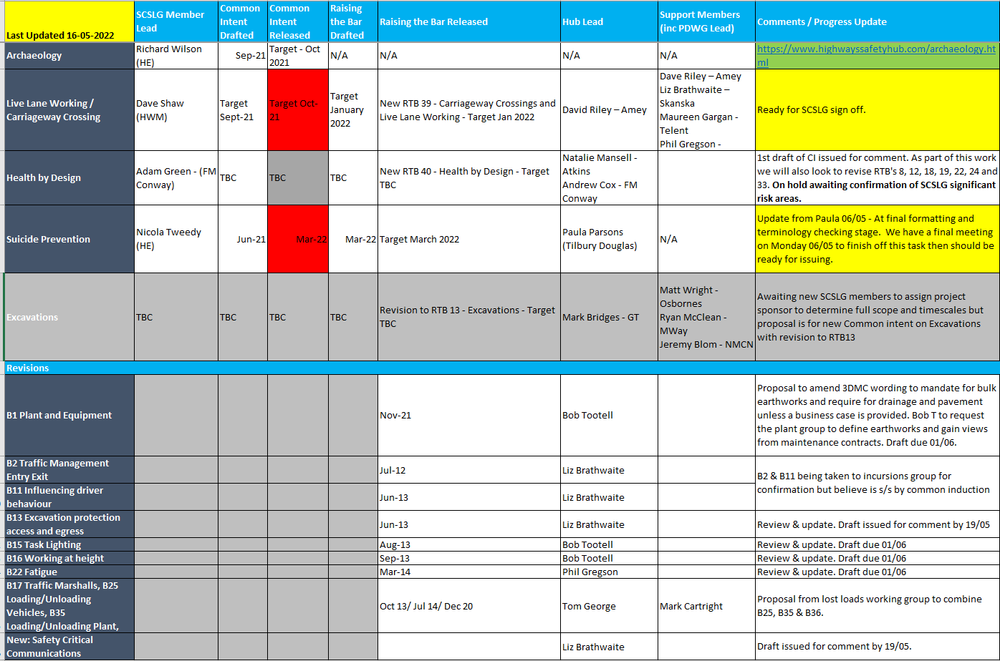 Last Updated 16-05-2022
SCSLG Member
Lead
Common
Intent
Drafted
Common
Intent
Released
Raising
the Bar
Drafted
Raising the Bar Released
Hub Lead
Support Members
(inc PDWG Lead)
Comments / Progress Update
Archaeology
Richard Wilson
(HE)
Sep-21
Target - Oct
2021
N/A
N/A
N/A
N/A
https://www.highwayssafetyhub.com/archaeology.ht
ml
Live Lane Working /
Carriageway Crossing
Dave Shaw
(HWM)
Target
Sept-21
Target Oct-
21
Target
January
2022
New RTB 39 - Carriageway Crossings and
Live Lane Working - Target Jan 2022
David Riley – Amey
Dave Riley – Amey
Liz Brathwaite –
Skanska
Maureen Gargan -
Telent
Phil Gregson -
Ready for SCSLG sign off.
Health by Design
Adam Green - (FM
Conway)
TBC
TBC
TBC
New RTB 40 - Health by Design - Target
TBC
Natalie Mansell -
Atkins
Andrew Cox - FM
Conway
1st draft of CI issued for comment. As part of this work
we will also look to revise RTB's 8, 12, 18, 19, 22, 24 and
33. On hold awaiting confirmation of SCSLG significant
risk areas.
Suicide Prevention
Nicola Tweedy
(HE)
Jun-21
Mar-22
Mar-22
Target March 2022
Paula Parsons
(Tilbury Douglas)
N/A
Update from Paula 06/05 - At final formatting and
terminology checking stage.  We have a final meeting
on Monday 06/05 to finish off this task then should be
ready for issuing.
Excavations
TBC
TBC
TBC
TBC
Revision to RTB 13 - Excavations - Target
TBC
Mark Bridges - GT
Matt Wright -
Osbornes
Ryan McClean -
MWay
Jeremy Blom - NMCN
Awaiting new SCSLG members to assign project
sponsor to determine full scope and timescales but
proposal is for new Common intent on Excavations
with revision to RTB13
Revisions
B1 Plant and Equipment
Nov-21
Bob Tootell
Proposal to amend 3DMC wording to mandate for bulk
earthworks and require for drainage and pavement
unless a business case is provided. Bob T to request
the plant group to define earthworks and gain views
from maintenance contracts. Draft due 01/06.
B2 Traffic Management
Entry Exit
Jul-12
Liz Brathwaite
B2 & B11 being taken to incursions group for
confirmation but believe is s/s by common induction
B11 Influencing driver
behaviour
Jun-13
Liz Brathwaite
B13 Excavation protection
access and egress
Jun-13
Liz Brathwaite
Review & update. Draft issued for comment by 19/05
B15 Task Lighting
Aug-13
Bob Tootell
Review & update. Draft due 01/06
B16 Working at height
Sep-13
Bob Tootell
Review & update. Draft due 01/06
B22 Fatigue
Mar-14
Phil Gregson
Review & update. Draft due 01/06
B17 Traffic Marshalls, B25
Loading/Unloading
Vehicles, B35
Loading/Unloading Plant,
Oct 13/ Jul 14/ Dec 20
Tom George
Mark Cartright
Proposal from lost loads working group to combine
B25, B35 & B36.
New: Safety Critical
Communications
Liz Brathwaite
Draft issued for comment by 19/05.